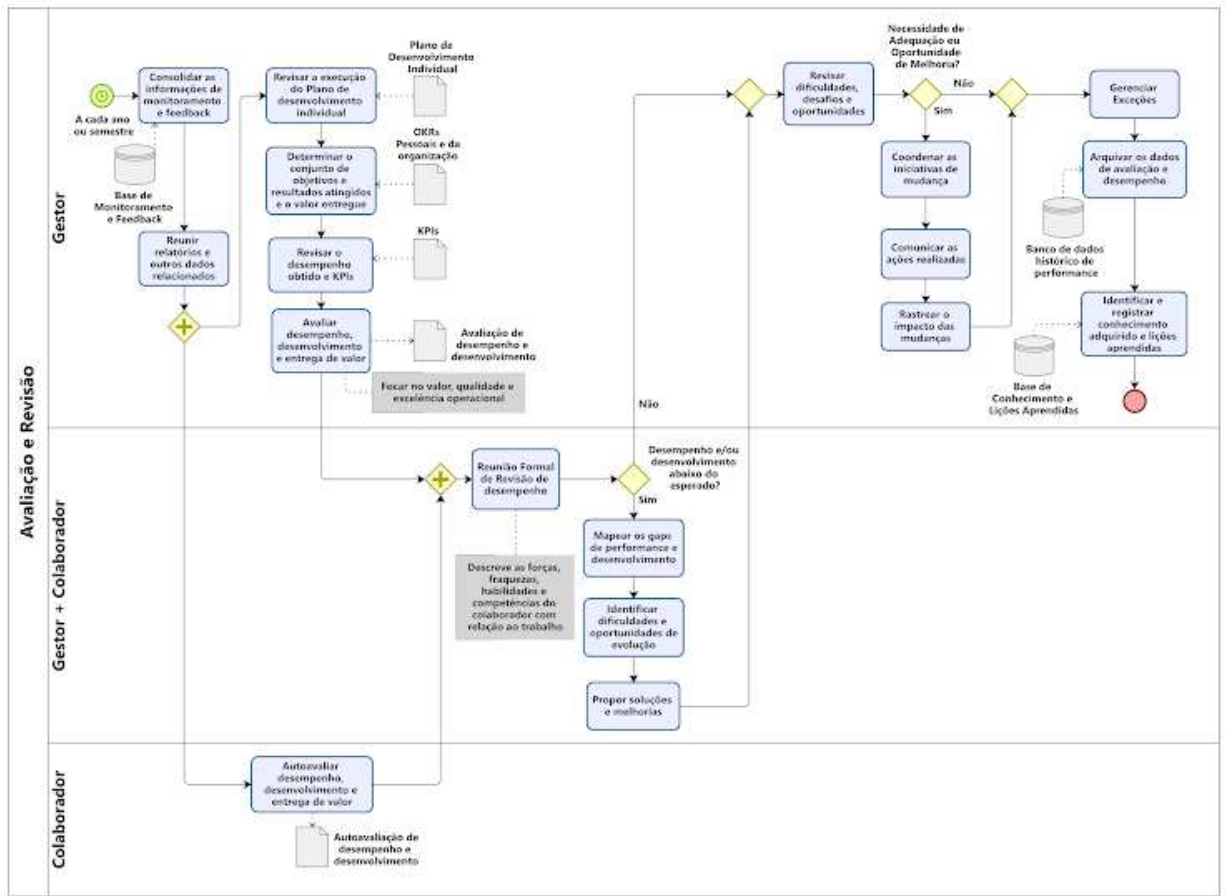 Avaliação e Revisão
Gestor
A cada ano
ou semestre
Consolidar as
informações de
monitoramento
e feedback
Base de
Monitoramento
e Feedback
Reunir
relatórios e
outros dados
relacionados
Revisar a execução
do Plano de
desenvolvimento
individual
Plano de
Desenvolvimento
Individual
Determinar o
conjunto de
objetivos e
resultados atingidos
e o valor entregue
OKRs
Pessoais e da
organização
Revisar o
desempenho
obtido e KPIs
KPIs
Avaliar
desempenho,
desenvolvimento
e entrega de valor
Avaliação de
desempenho e
desenvolvimento
Focar no valor, qualidade e
excelência operacional
Não
Revisar
dificuldades,
desafios e
oportunidades
Necessidade de
Adequação ou
Oportunidade
de Melhoria?
Não
Sim
Coordenar as
iniciativas de
mudança
Comunicar as
ações realizadas
Rastrear o
impacto das
mudanças
Gerenciar
Exceções
Arquivar os dados
de avaliação e
desempenho
Banco de dados
histórico de
performance
Identificar e
registrar
conhecimento
adquirido e lições
aprendidas
Base de
Conhecimento e
Lições Aprendidas
Gestor + Colaborador
Reunião Formal
de Revisão de
desempenho
Descreve as forças,
fraquezas,
habilidades e
competências do
colaborador com
relação ao trabalho
Desempenho e/ou
desenvolvimento
abaixo do
esperado?
Sim
Mapear os gaps
de performance e
desenvolvimento
Identificar
dificuldades e
oportunidades de
evolução
Propor soluções
e melhorias
Colaborador
Autoavaliar
desempenho,
desenvolvimento e
entrega de valor
Autoavaliação de
desempenho e
desenvolvimento